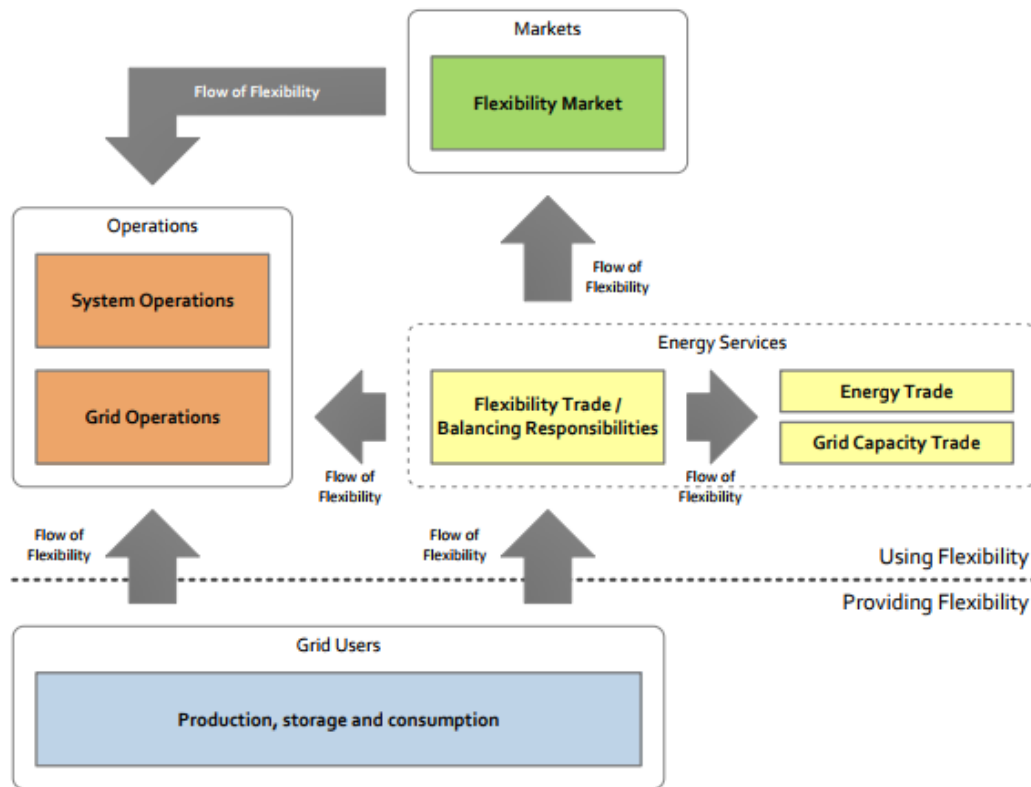 Markets
Flexibility Market
Flow of Flexibility
Operations
System Operations
Grid Operations
Flow of
Flexibility
Energy Services
Flexibility Trade /
Balancing Responsibilities
Energy Trade
Grid Capacity Trade
Flow of
Flexibility
Flow of
Flexibility
Flow of
Flexibility
Flow of
Flexibility
Using Flexibility
Providing Flexibility
Grid Users
Production, storage and consumption